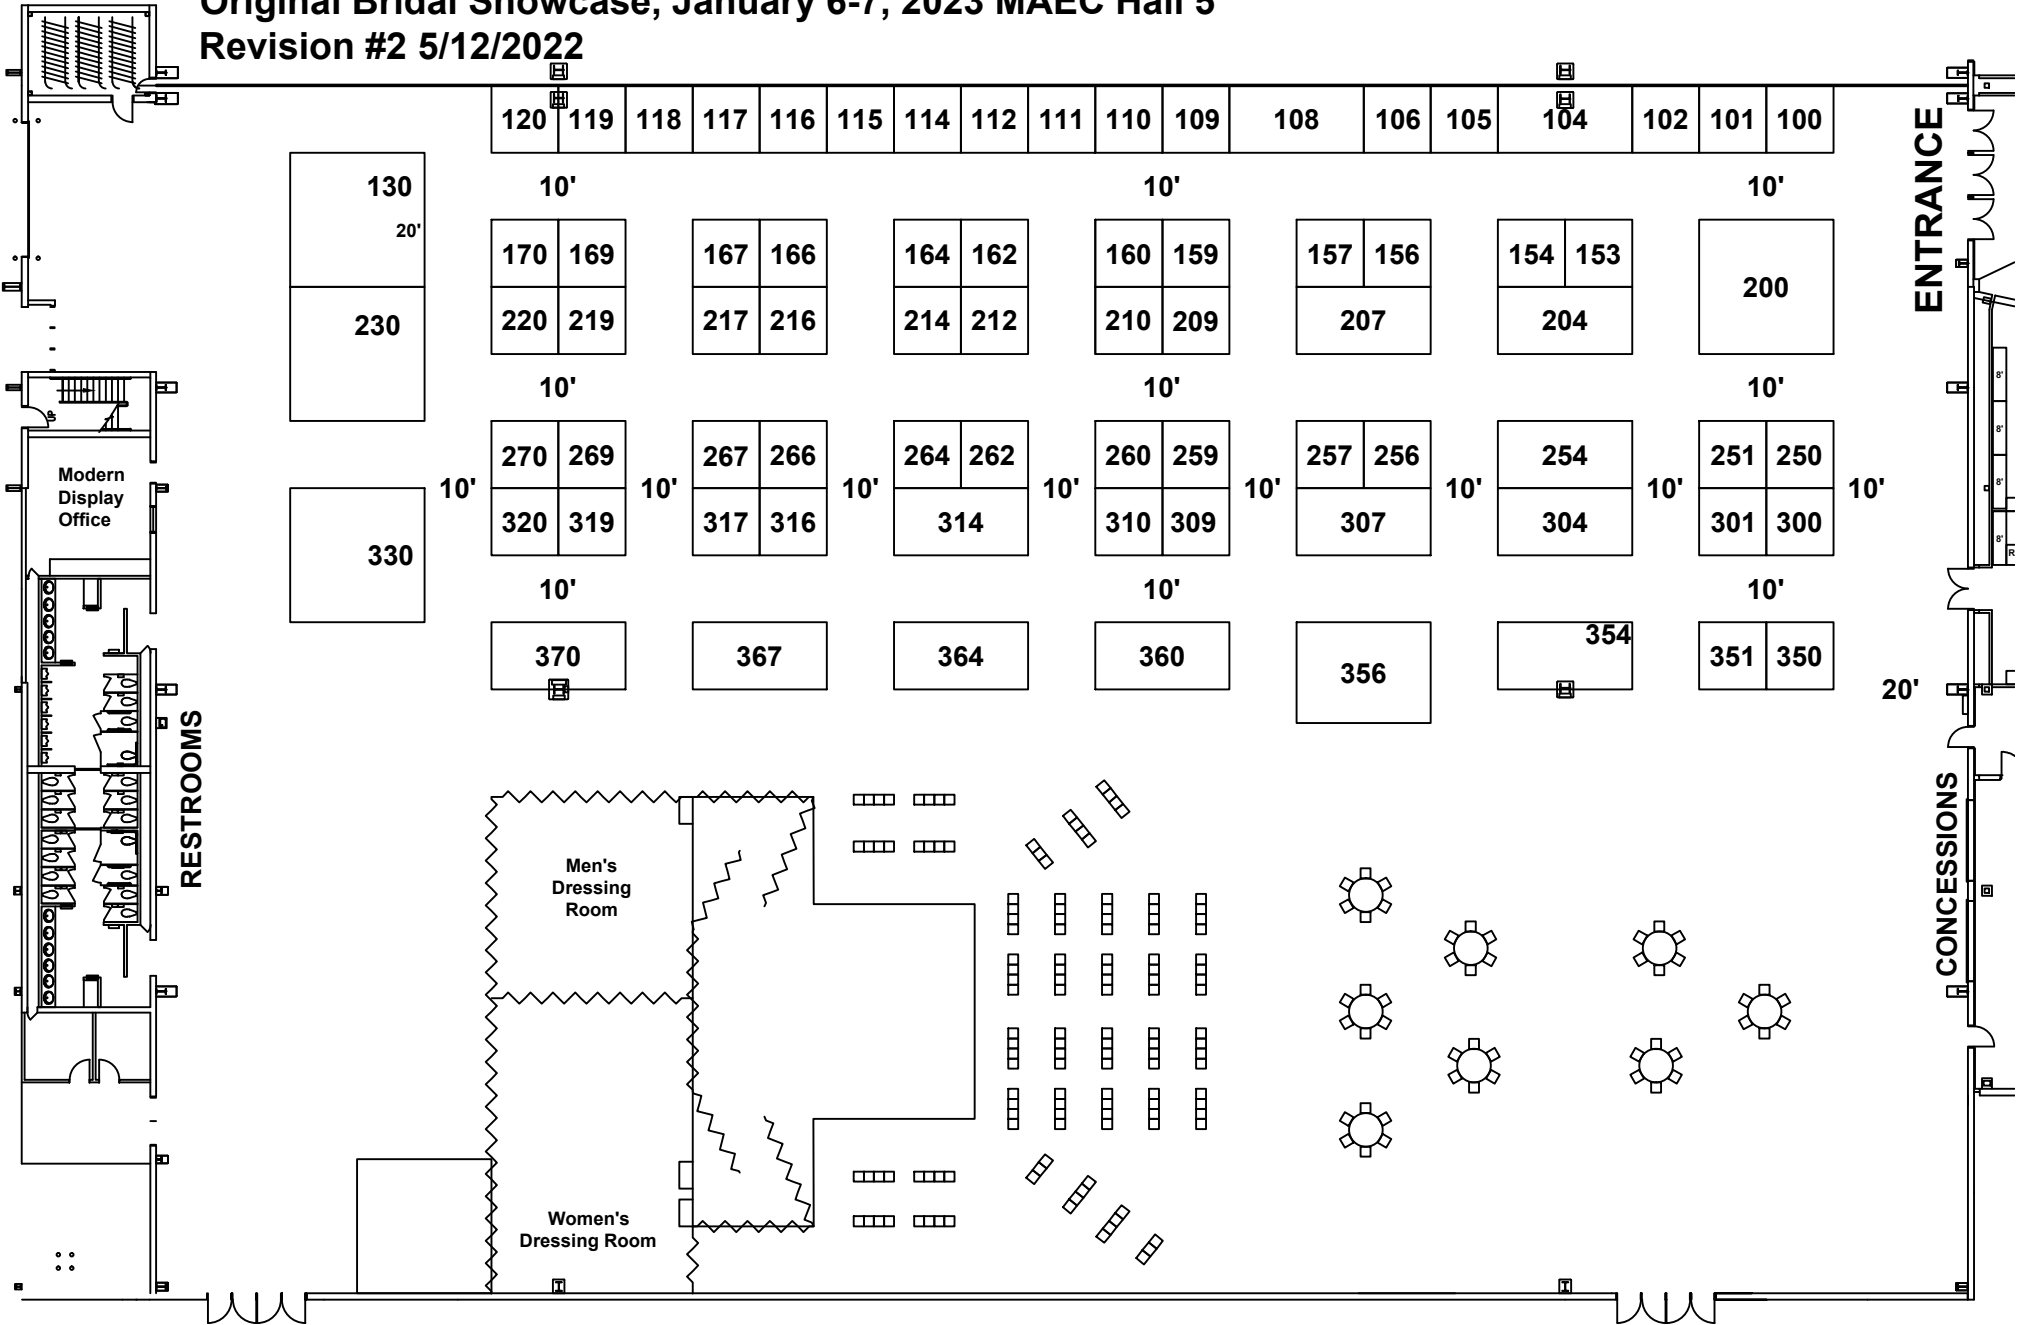 Original Bridal Showcase, January 6-7, 2023 MAEC Hall 5
Revision #2 5/12/2022
120 119 118 117 116 115 114 112 111 110 109 108 106 105 104 102 101 100
ENTRANCE
130 10' 10' 10'
20'
170 169 167 166 164 162 160 159 157 156 154 153
200
230 220 219 217 216 214 212 210 209 207 204
10' 10' 10'
8'
8'
8'
8'
R
UP
270 269 267 266 264 262 260 259 257 256 254 251 250
Modern
Display
Office
10' 10' 10' 10' 10' 10' 10' 10'
320 319 317 316 314 310 309 307 304 301 300
330
10' 10' 10'
354
370 367 364 360 356 351 350
20'
RESTROOMS
CONCESSIONS
Men's
Dressing
Room
Women's
Dressing Room